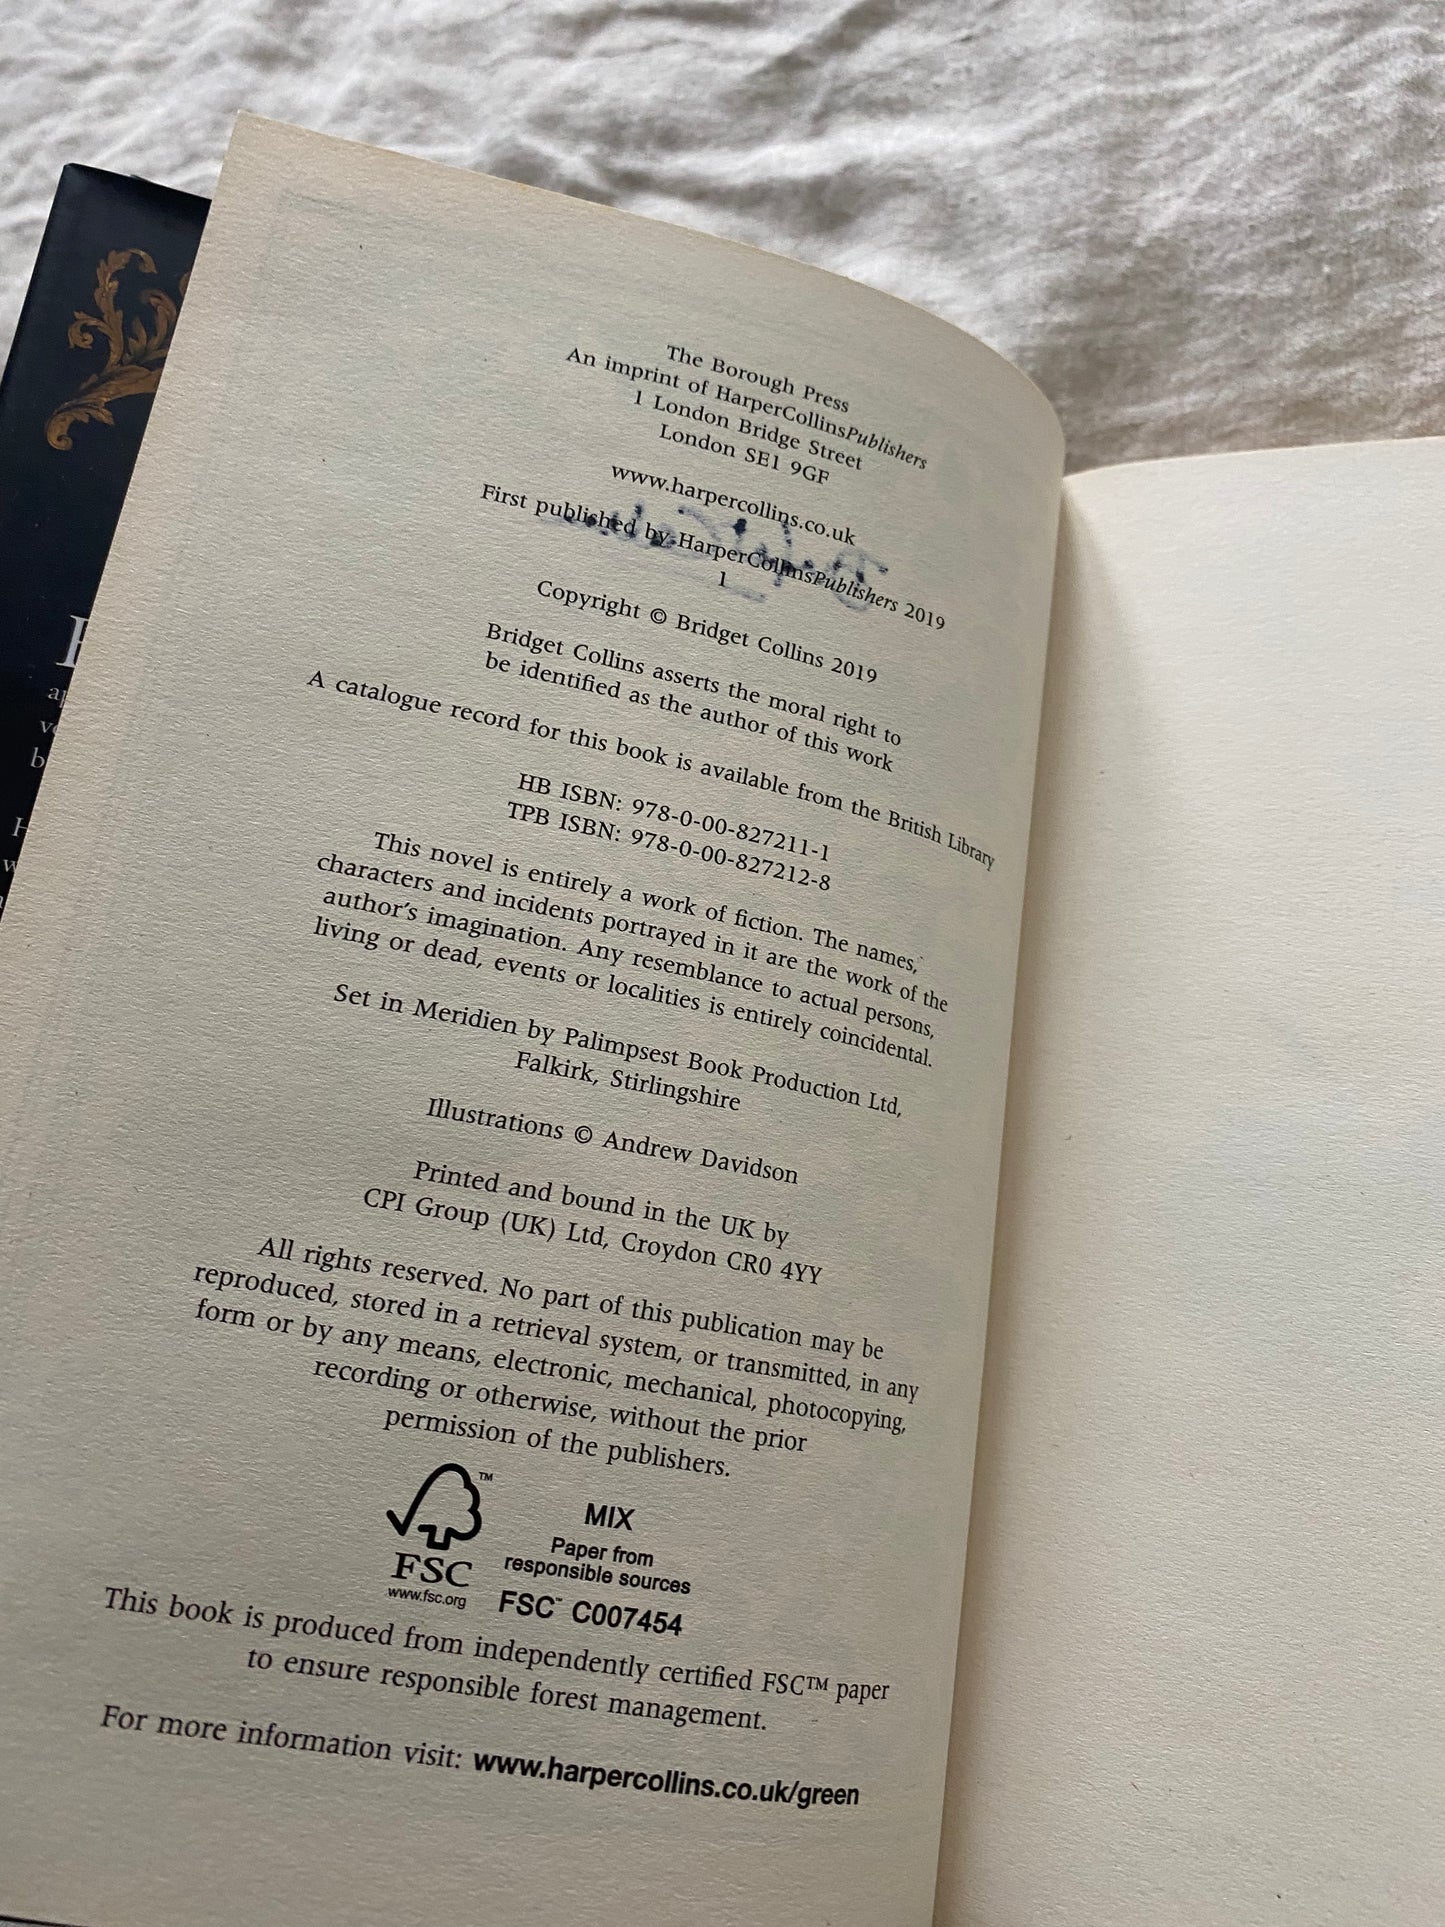 The Borough Press
An imprint of HarperCollinsPublishers
1 London Bridge Street
London SE1 9GF
www.harpercollins.co.uk
First published by HarperCollinsPublishers 2019
1
Copyright © Bridget Collins 2019
Bridget Collins asserts the moral right to
be identified as the author of this work
A catalogue record for this book is available from the British Library
HB ISBN: 978-0-00-827211-1
TPB ISBN: 978-0-00-827212-8
This novel is entirely a work of fiction. The names,
characters and incidents portrayed in it are the work of the
author's imagination. Any resemblance to actual persons,
living or dead, events or localities is entirely coincidental.
Set in Meridien by Palimpsest Book Production Ltd,
Falkirk, Stirlingshire
Illustrations © Andrew Davidson
Printed and bound in the UK by
CPI Group (UK) Ltd, Croydon CR0 4YY
All rights reserved. No part of this publication may be
reproduced, stored in a retrieval system, or transmitted, in any
form or by any means, electronic, mechanical, photocopying,
recording or otherwise, without the prior
permission of the publishers.
™
FSC
www.fsc.org
MIX
Paper from
responsible sources
FSC™ C007454
This book is produced from independently certified FSC™ paper
to ensure responsible forest management.
For more information visit: www.harpercollins.co.uk/green